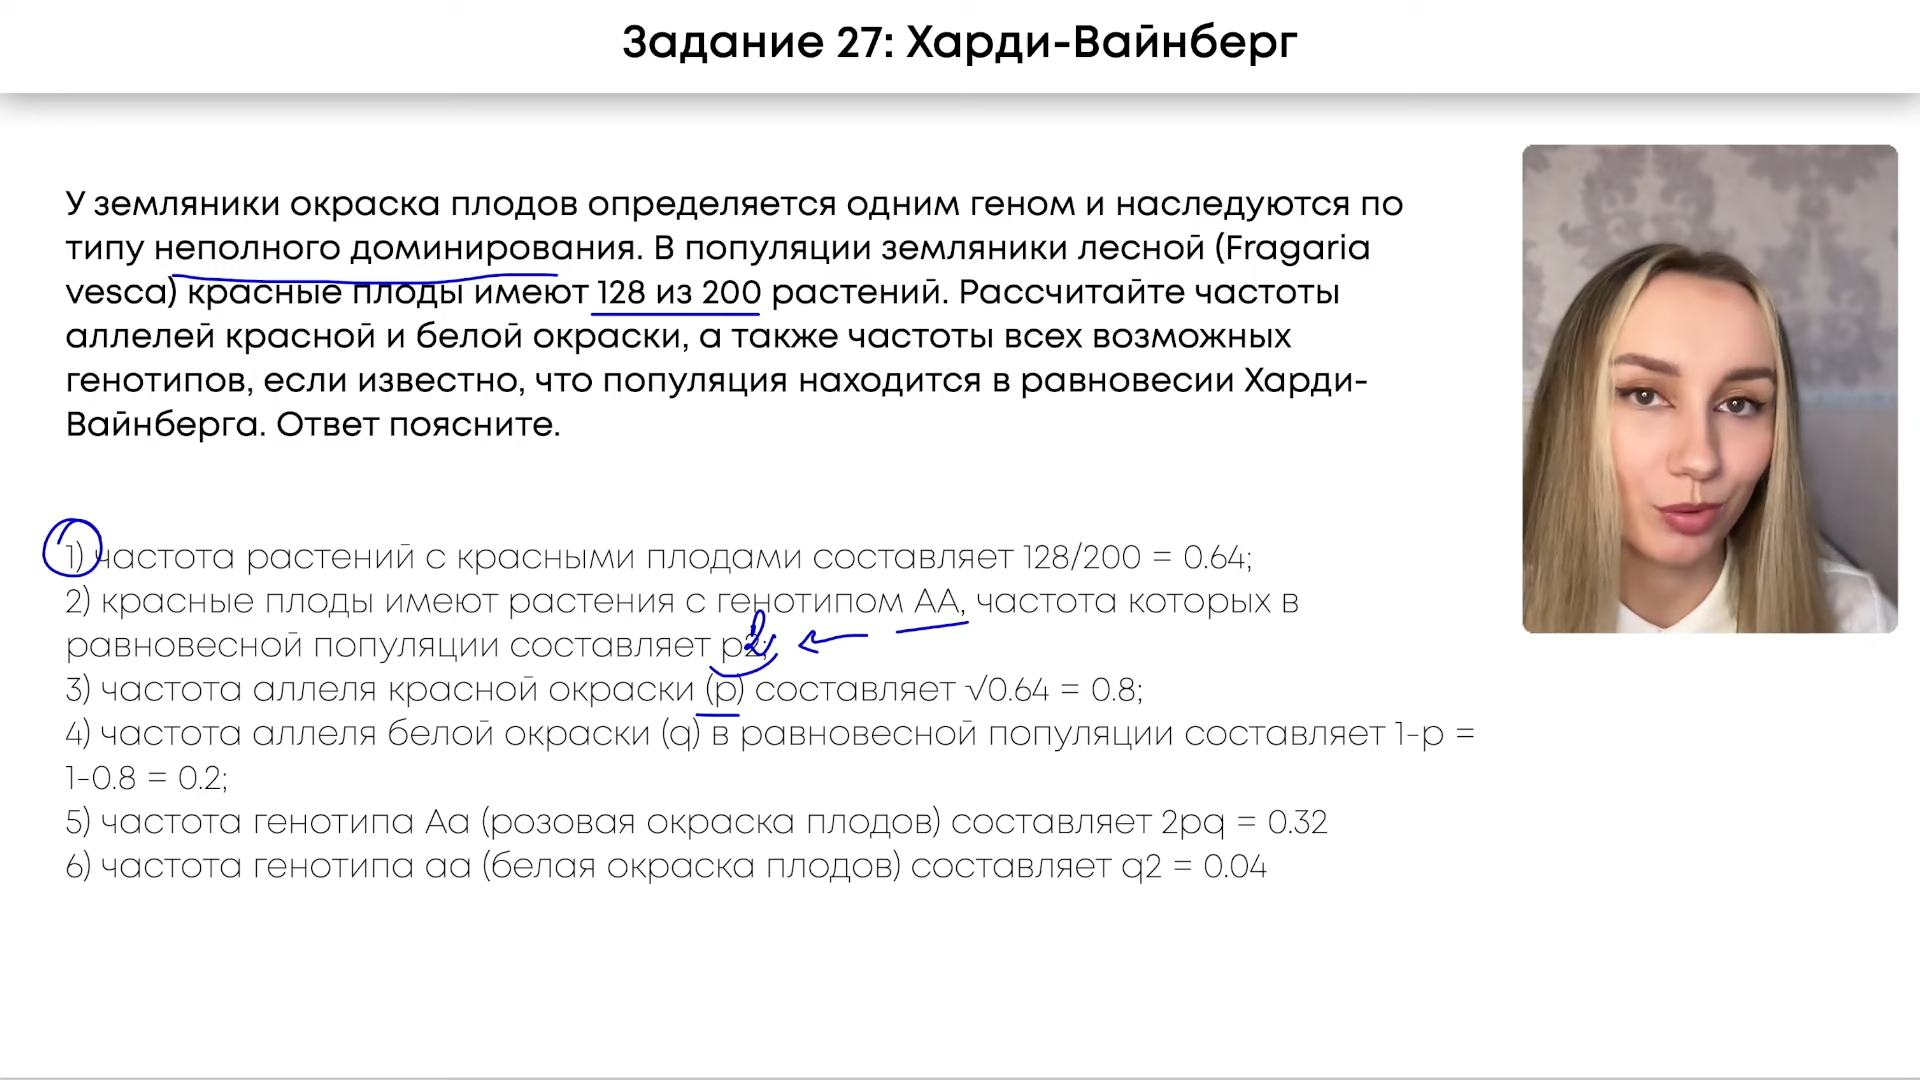 Задание 27: Харди-Вайнберг
У земляники окраска плодов определяется одним геном и наследуются по
типу неполного доминирования. В популяции земляники лесной (Fragaria
vesca) красные плоды имеют 128 из 200 растений. Рассчитайте частоты
аллелей красной и белой окраски, а также частоты всех возможных
генотипов, если известно, что популяция находится в равновесии Харди-
Вайнберга. Ответ поясните.
1) частота растений с красными плодами составляет 128/200 = 0.64;
2) красные плоды имеют растения с генотипом АА, частота которых в
равновесной популяции составляет p2;
3) частота аллеля красной окраски (p) составляет √0.64 = 0.8;
4) частота аллеля белой окраски (q) в равновесной популяции составляет 1-p =
1-0.8 = 0.2;
5) частота генотипа Аа (розовая окраска плодов) составляет 2pq = 0.32
6) частота генотипа аа (белая окраска плодов) составляет q2 = 0.04